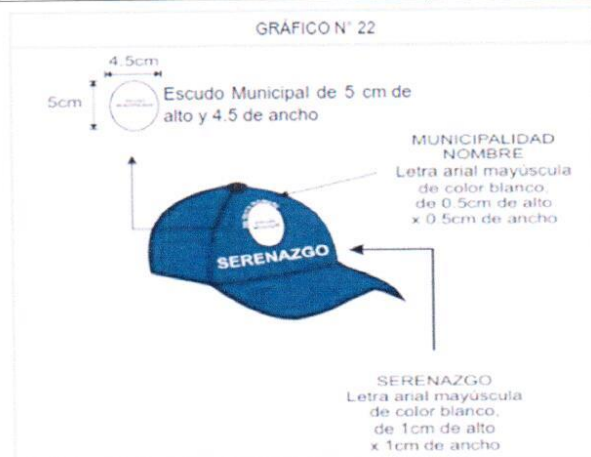 GRÁFICO N° 22
4.5cm
5cm
Escudo Municipal de 5 cm de
alto y 4.5 de ancho
MUNICIPALIDAD
NOMBRE
Letra arial mayúscula
de color blanco,
de 0.5cm de alto
x 0.5cm de ancho
SERENAZGO
SERENAZGO
Letra arial mayúscula
de color blanco,
de 1cm de alto
x 1cm de ancho